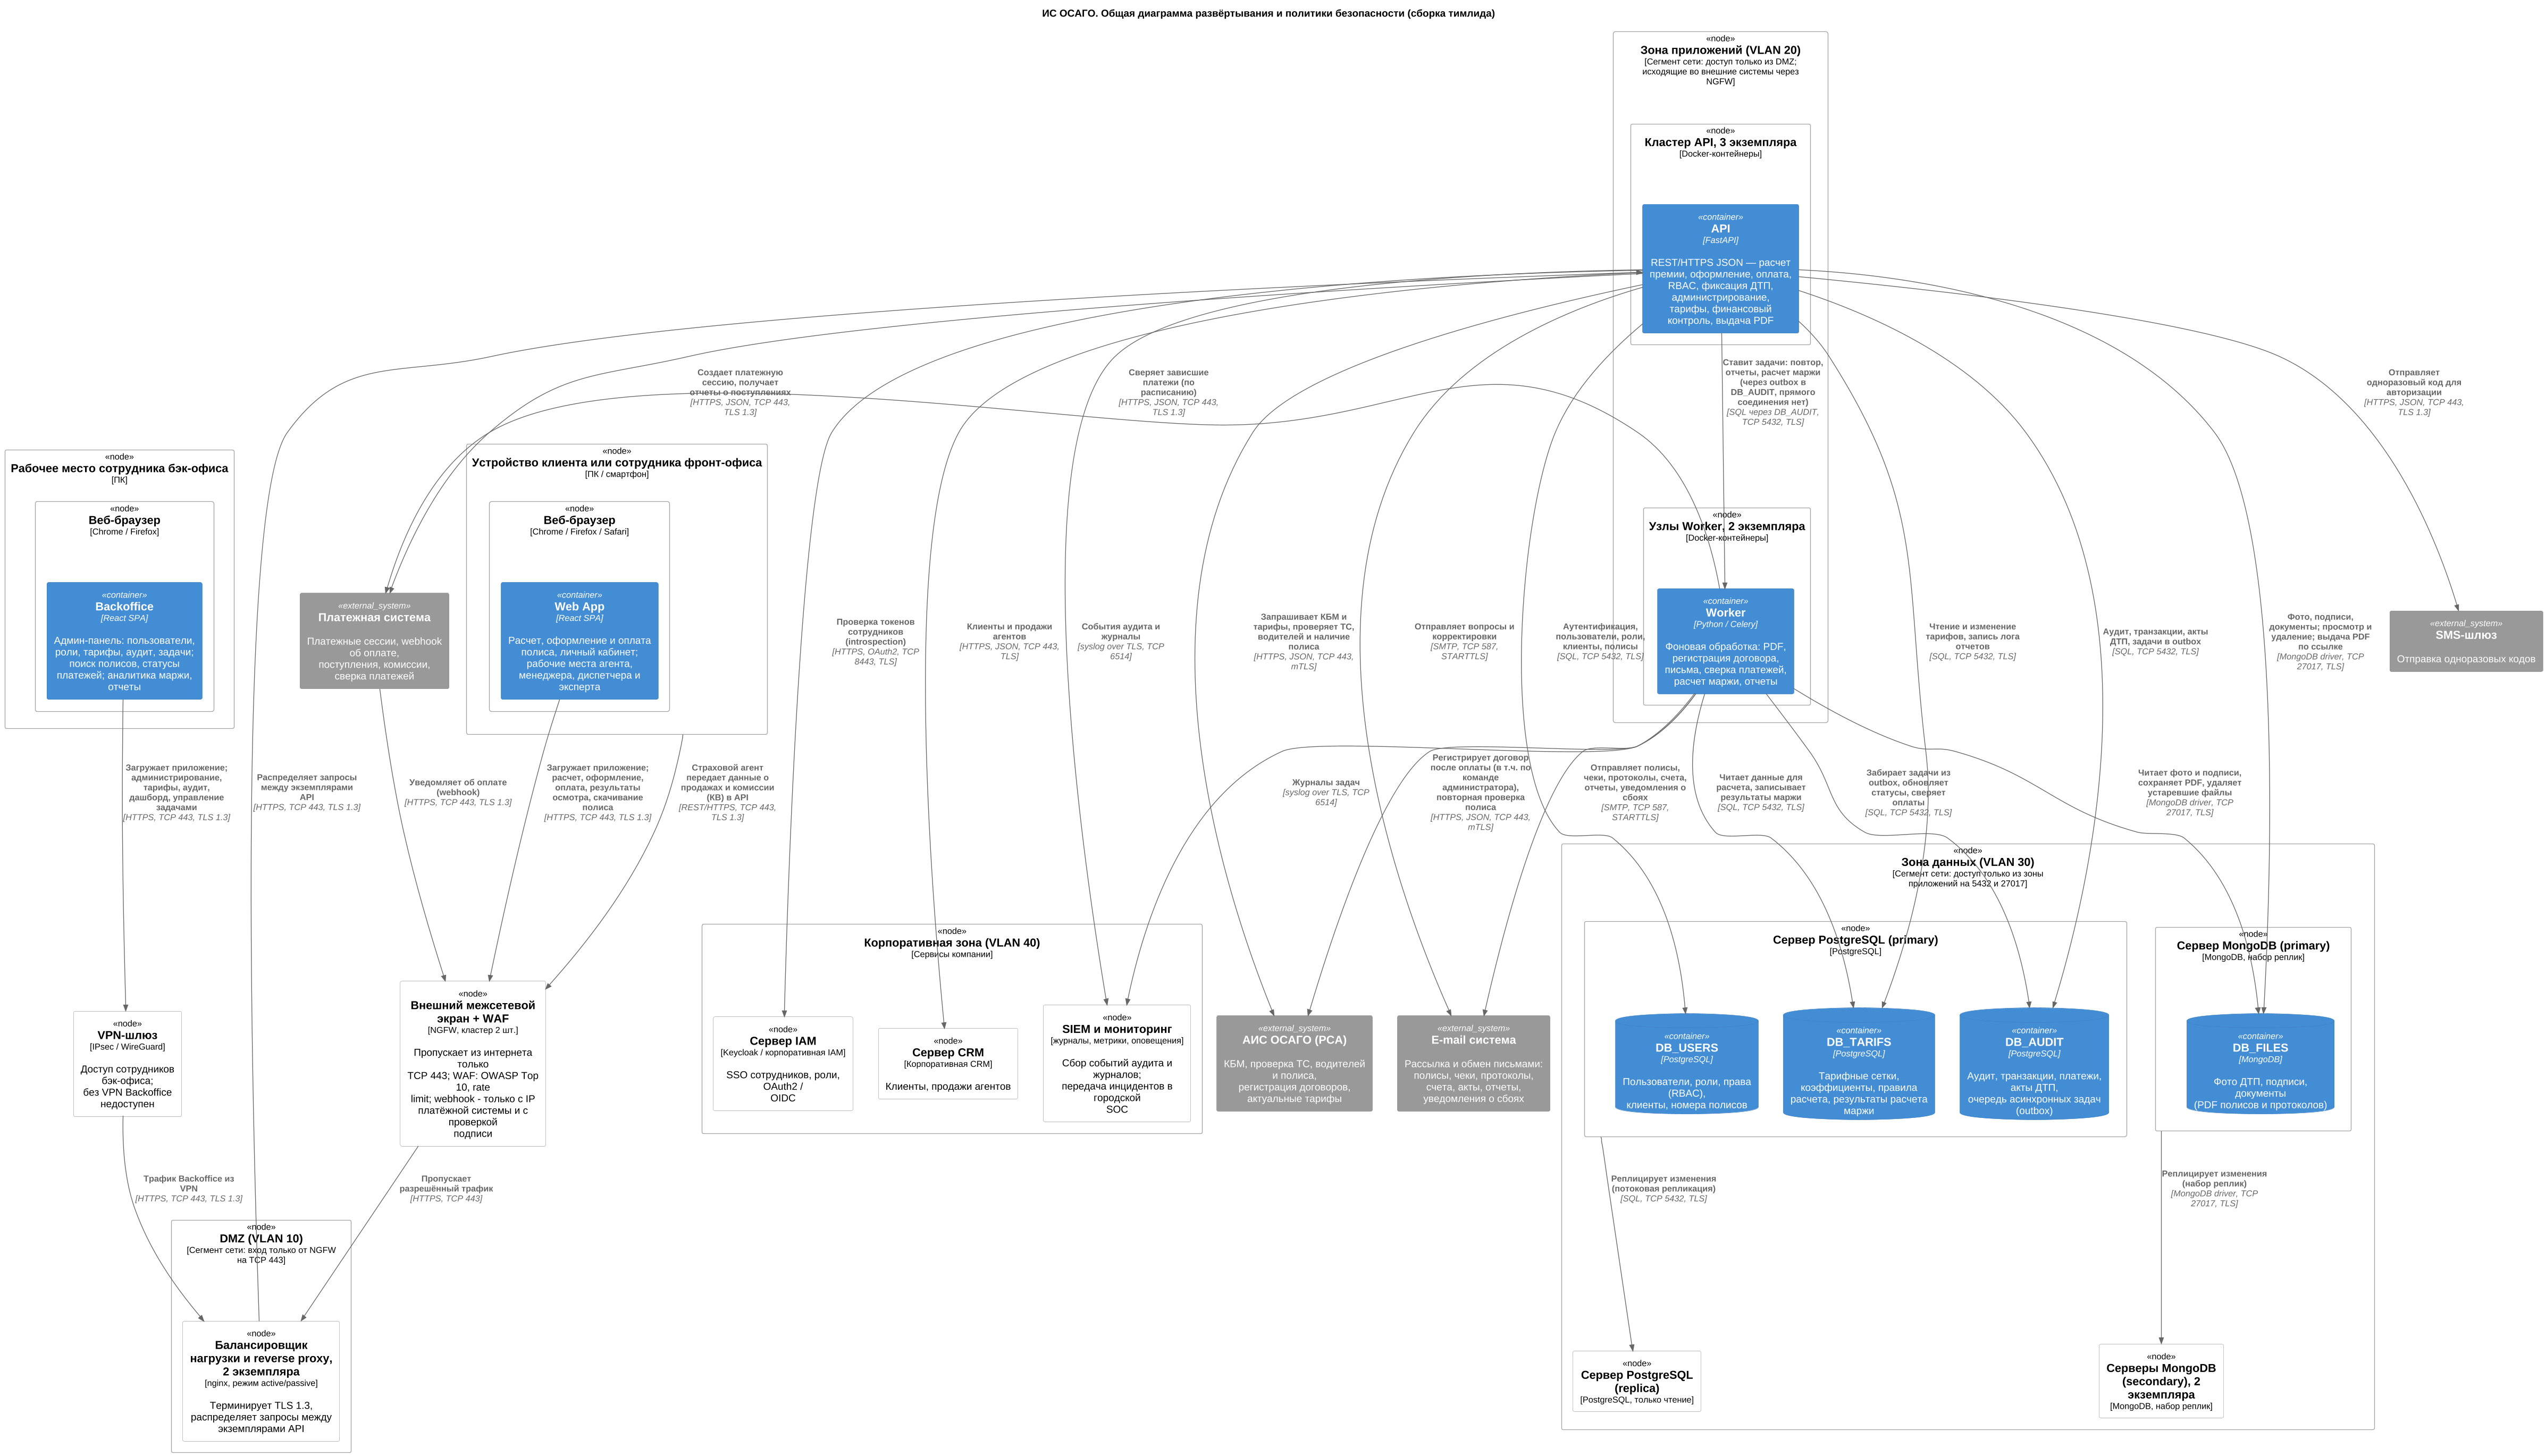 ИС ОСАГО. Общая диаграмма развёртывания и политики безопасности (сборка тимлида)
«node»
Зона приложений (VLAN 20)
[Сегмент сети: доступ только из DMZ;
исходящие во внешние системы через
NGFW]
«node»
Кластер API, 3 экземпляра
[Docker-контейнеры]
«container»
API
[FastAPI]
REST/HTTPS JSON — расчет
премии, оформление, оплата,
RBAC, фиксация ДТП,
администрирование,
тарифы, финансовый
контроль, выдача PDF
Создает платежную
сессию, получает
отчеты о поступлениях
[HTTPS, JSON, TCP 443,
TLS 1.3]
Сверяет зависшие
платежи (по
расписанию)
[HTTPS, JSON, TCP 443,
TLS 1.3]
Ставит задачи: повтор,
отчеты, расчет маржи
(через outbox в
DB_AUDIT, прямого
соединения нет)
[SQL через DB_AUDIT,
TCP 5432, TLS]
Отправляет
одноразовый код для
авторизации
[HTTPS, JSON, TCP 443,
TLS 1.3]
«node»
Рабочее место сотрудника бэк-офиса
[ПК]
«node»
Веб-браузер
[Chrome / Firefox]
«container»
Backoffice
[React SPA]
Админ-панель: пользователи,
роли, тарифы, аудит, задачи;
поиск полисов, статусы
платежей; аналитика маржи,
отчеты
«external_system»
Платежная система
Платежные сессии, webhook
об оплате,
поступления, комиссии,
сверка платежей
«node»
Устройство клиента или сотрудника фронт-офиса
[ПК / смартфон]
«node»
Веб-браузер
[Chrome / Firefox / Safari]
«container»
Web App
[React SPA]
Расчет, оформление и оплата
полиса, личный кабинет;
рабочие места агента,
менеджера, диспетчера и
эксперта
Проверка токенов
сотрудников
(introspection)
[HTTPS, OAuth2, TCP
8443, TLS]
Клиенты и продажи
агентов
[HTTPS, JSON, TCP 443,
TLS]
События аудита и
журналы
[syslog over TLS, TCP
6514]
Запрашивает КБМ и
тарифы, проверяет ТС,
водителей и наличие
полиса
[HTTPS, JSON, TCP 443,
mTLS]
Отправляет вопросы и
корректировки
[SMTP, TCP 587,
STARTTLS]
Аутентификация,
пользователи, роли,
клиенты, полисы
[SQL, TCP 5432, TLS]
«node»
Узлы Worker, 2 экземпляра
[Docker-контейнеры]
«container»
Worker
[Python / Celery]
Фоновая обработка: PDF,
регистрация договора,
письма, сверка платежей,
расчет маржи, отчеты
Чтение и изменение
тарифов, запись лога
отчетов
[SQL, TCP 5432, TLS]
Аудит, транзакции, акты
ДТП, задачи в outbox
[SQL, TCP 5432, TLS]
Фото, подписи,
документы; просмотр и
удаление; выдача PDF
по ссылке
[MongoDB driver, TCP
27017, TLS]
«external_system»
SMS-шлюз
Отправка одноразовых кодов
Загружает приложение;
администрирование,
тарифы, аудит,
дашборд, управление
задачами
[HTTPS, TCP 443, TLS 1.3]
Распределяет запросы
между экземплярами
API
[HTTPS, TCP 443, TLS 1.3]
Уведомляет об оплате
(webhook)
[HTTPS, TCP 443, TLS 1.3]
Загружает приложение;
расчет, оформление,
оплата, результаты
осмотра, скачивание
полиса
[HTTPS, TCP 443, TLS 1.3]
Страховой агент
передает данные о
продажах и комиссии
(КВ) в API
[REST/HTTPS, TCP 443,
TLS 1.3]
Журналы задач
[syslog over TLS, TCP
6514]
Регистрирует договор
после оплаты (в т.ч. по
команде
администратора),
повторная проверка
полиса
[HTTPS, JSON, TCP 443,
mTLS]
Отправляет полисы,
чеки, протоколы, счета,
отчеты, уведомления о
сбоях
[SMTP, TCP 587,
STARTTLS]
Читает данные для
расчета, записывает
результаты маржи
[SQL, TCP 5432, TLS]
Забирает задачи из
outbox, обновляет
статусы, сверяет
оплаты
[SQL, TCP 5432, TLS]
Читает фото и подписи,
сохраняет PDF, удаляет
устаревшие файлы
[MongoDB driver, TCP
27017, TLS]
«node»
VPN-шлюз
[IPsec / WireGuard]
Доступ сотрудников
бэк-офиса;
без VPN Backoffice
недоступен
«node»
Внешний межсетевой
экран + WAF
[NGFW, кластер 2 шт.]
Пропускает из интернета
только
TCP 443; WAF: OWASP Top
10, rate
limit; webhook - только с IP
платёжной системы и с
проверкой
подписи
«node»
Корпоративная зона (VLAN 40)
[Сервисы компании]
«node»
Сервер IAM
[Keycloak / корпоративная IAM]
SSO сотрудников, роли,
OAuth2 /
OIDC
«node»
Сервер CRM
[Корпоративная CRM]
Клиенты, продажи агентов
«node»
SIEM и мониторинг
[журналы, метрики, оповещения]
Сбор событий аудита и
журналы;
передача инцидентов в
городской
SOC
«external_system»
АИС ОСАГО (РСА)
КБМ, проверка ТС, водителей
и полиса,
регистрация договоров,
актуальные тарифы
«external_system»
E-mail система
Рассылка и обмен письмами:
полисы, чеки, протоколы,
счета, акты, отчеты,
уведомления о сбоях
«node»
Зона данных (VLAN 30)
[Сегмент сети: доступ только из зоны
приложений на 5432 и 27017]
«node»
Сервер PostgreSQL (primary)
[PostgreSQL]
«container»
DB_USERS
[PostgreSQL]
Пользователи, роли, права
(RBAC),
клиенты, номера полисов
«container»
DB_TARIFS
[PostgreSQL]
Тарифные сетки,
коэффициенты, правила
расчета, результаты расчета
маржи
«container»
DB_AUDIT
[PostgreSQL]
Аудит, транзакции, платежи,
акты ДТП,
очередь асинхронных задач
(outbox)
«node»
Сервер MongoDB (primary)
[MongoDB, набор реплик]
«container»
DB_FILES
[MongoDB]
Фото ДТП, подписи,
документы
(PDF полисов и протоколов)
Трафик Backoffice из
VPN
[HTTPS, TCP 443, TLS 1.3]
Пропускает
разрешённый трафик
[HTTPS, TCP 443]
Реплицирует изменения
(потоковая репликация)
[SQL, TCP 5432, TLS]
Реплицирует изменения
(набор реплик)
[MongoDB driver, TCP
27017, TLS]
«node»
DMZ (VLAN 10)
[Сегмент сети: вход только от NGFW
на TCP 443]
«node»
Балансировщик
нагрузки и reverse proxy,
2 экземпляра
[nginx, режим active/passive]
Терминирует TLS 1.3,
распределяет запросы между
экземплярами API
«node»
Сервер PostgreSQL
(replica)
[PostgreSQL, только чтение]
«node»
Серверы MongoDB
(secondary), 2
экземпляра
[MongoDB, набор реплик]